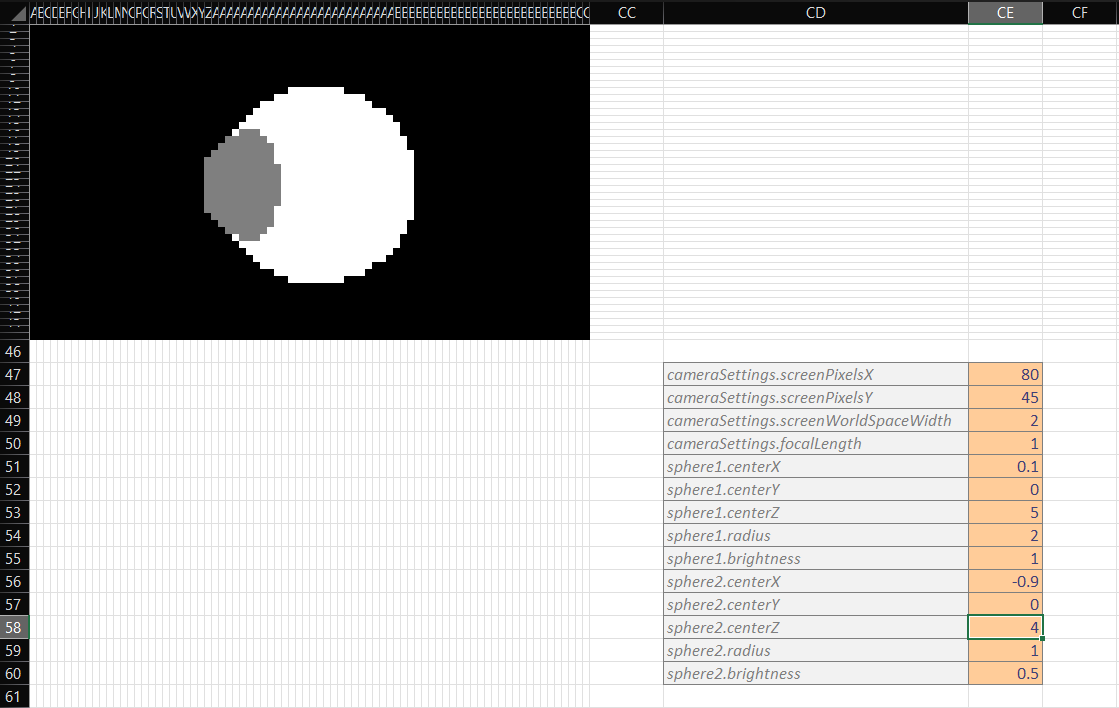 CC CD CE CF
46
47 cameraSettings.screenPixelsX 80
48 cameraSettings.screenPixelsY 45
49 cameraSettings.screenWorldSpaceWidth 2
50 cameraSettings.focalLength 1
51 sphere1.centerX 0.1
52 sphere1.centerY 0
53 sphere1.centerZ 5
54 sphere1.radius 2
55 sphere1.brightness 1
56 sphere2.centerX -0.9
57 sphere2.centerY 0
58 sphere2.centerZ 4
59 sphere2.radius 1
60 sphere2.brightness 0.5
61